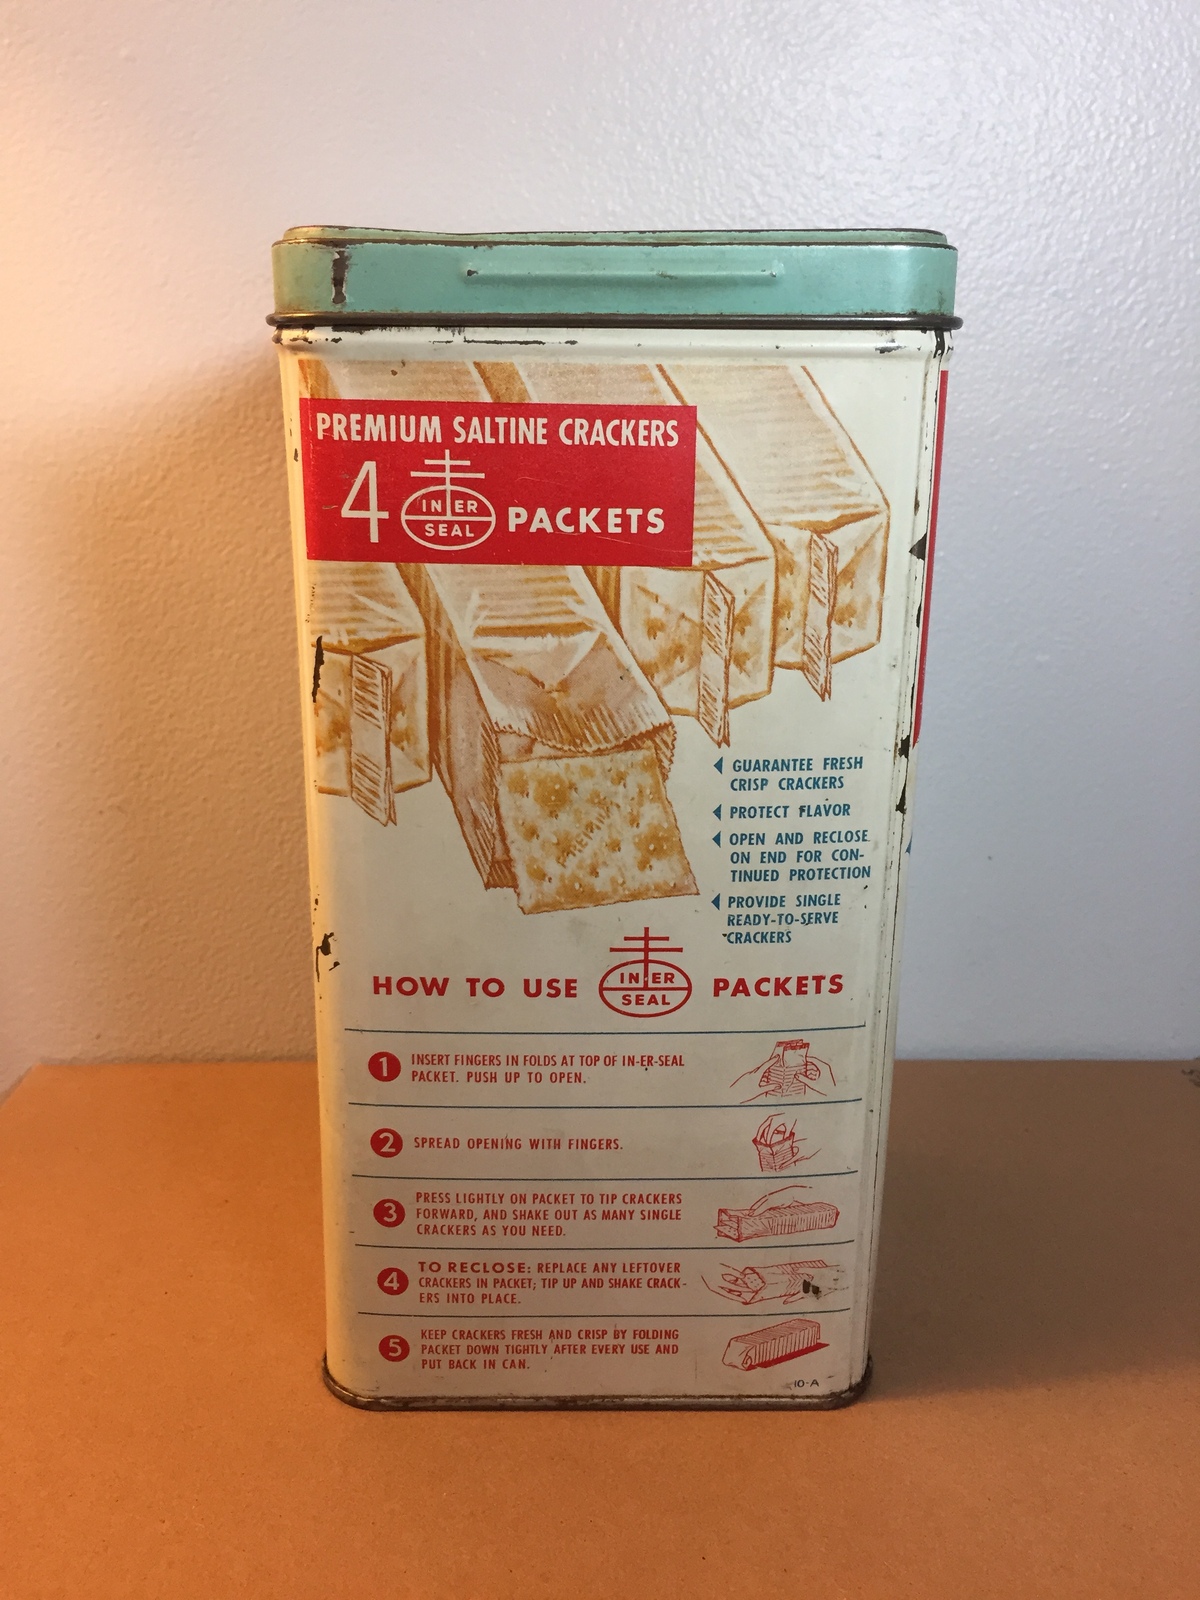 PREMIUM SALTINE CRACKERS
4 IN-ER SEAL PACKETS
PREMIUM
GUARANTEE FRESH
CRISP CRACKERS
PROTECT FLAVOR
OPEN AND RECLOSE
ON END FOR CON-
TINUED PROTECTION
PROVIDE SINGLE
READY-TO-SERVE
CRACKERS
HOW TO USE IN-ER SEAL PACKETS
1 INSERT FINGERS IN FOLDS AT TOP OF IN-ER-SEAL
PACKET. PUSH UP TO OPEN.
2 SPREAD OPENING WITH FINGERS.
3 PRESS LIGHTLY ON PACKET TO TIP CRACKERS
FORWARD, AND SHAKE OUT AS MANY SINGLE
CRACKERS AS YOU NEED.
4 TO RECLOSE: REPLACE ANY LEFTOVER
CRACKERS IN PACKET; TIP UP AND SHAKE CRACK-
ERS INTO PLACE.
5 KEEP CRACKERS FRESH AND CRISP BY FOLDING
PACKET DOWN TIGHTLY AFTER EVERY USE AND
PUT BACK IN CAN.
10-A